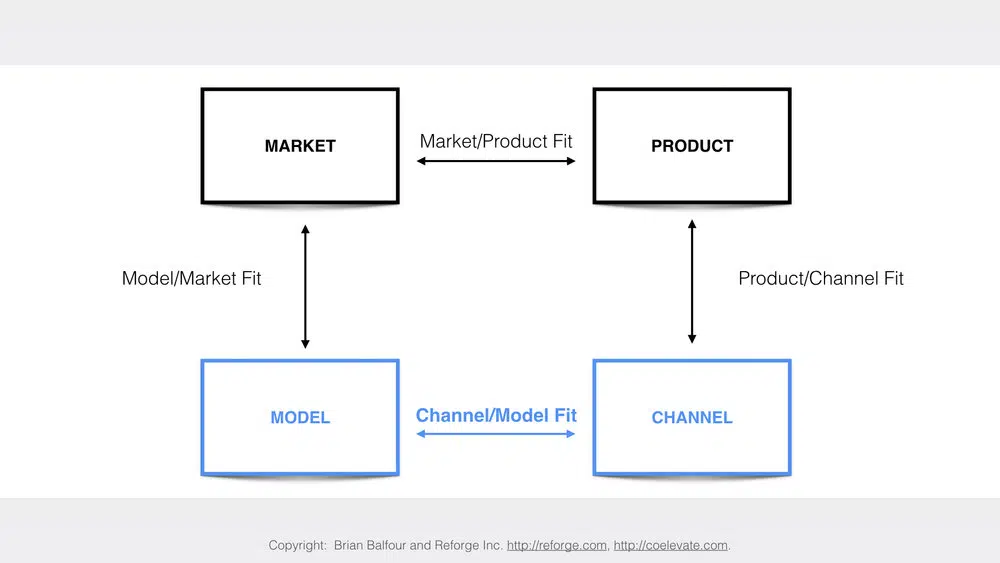 MARKET
Market/Product Fit
PRODUCT
Model/Market Fit
Product/Channel Fit
MODEL
Channel/Model Fit
CHANNEL
Copyright:  Brian Balfour and Reforge Inc. http://reforge.com, http://coelevate.com.